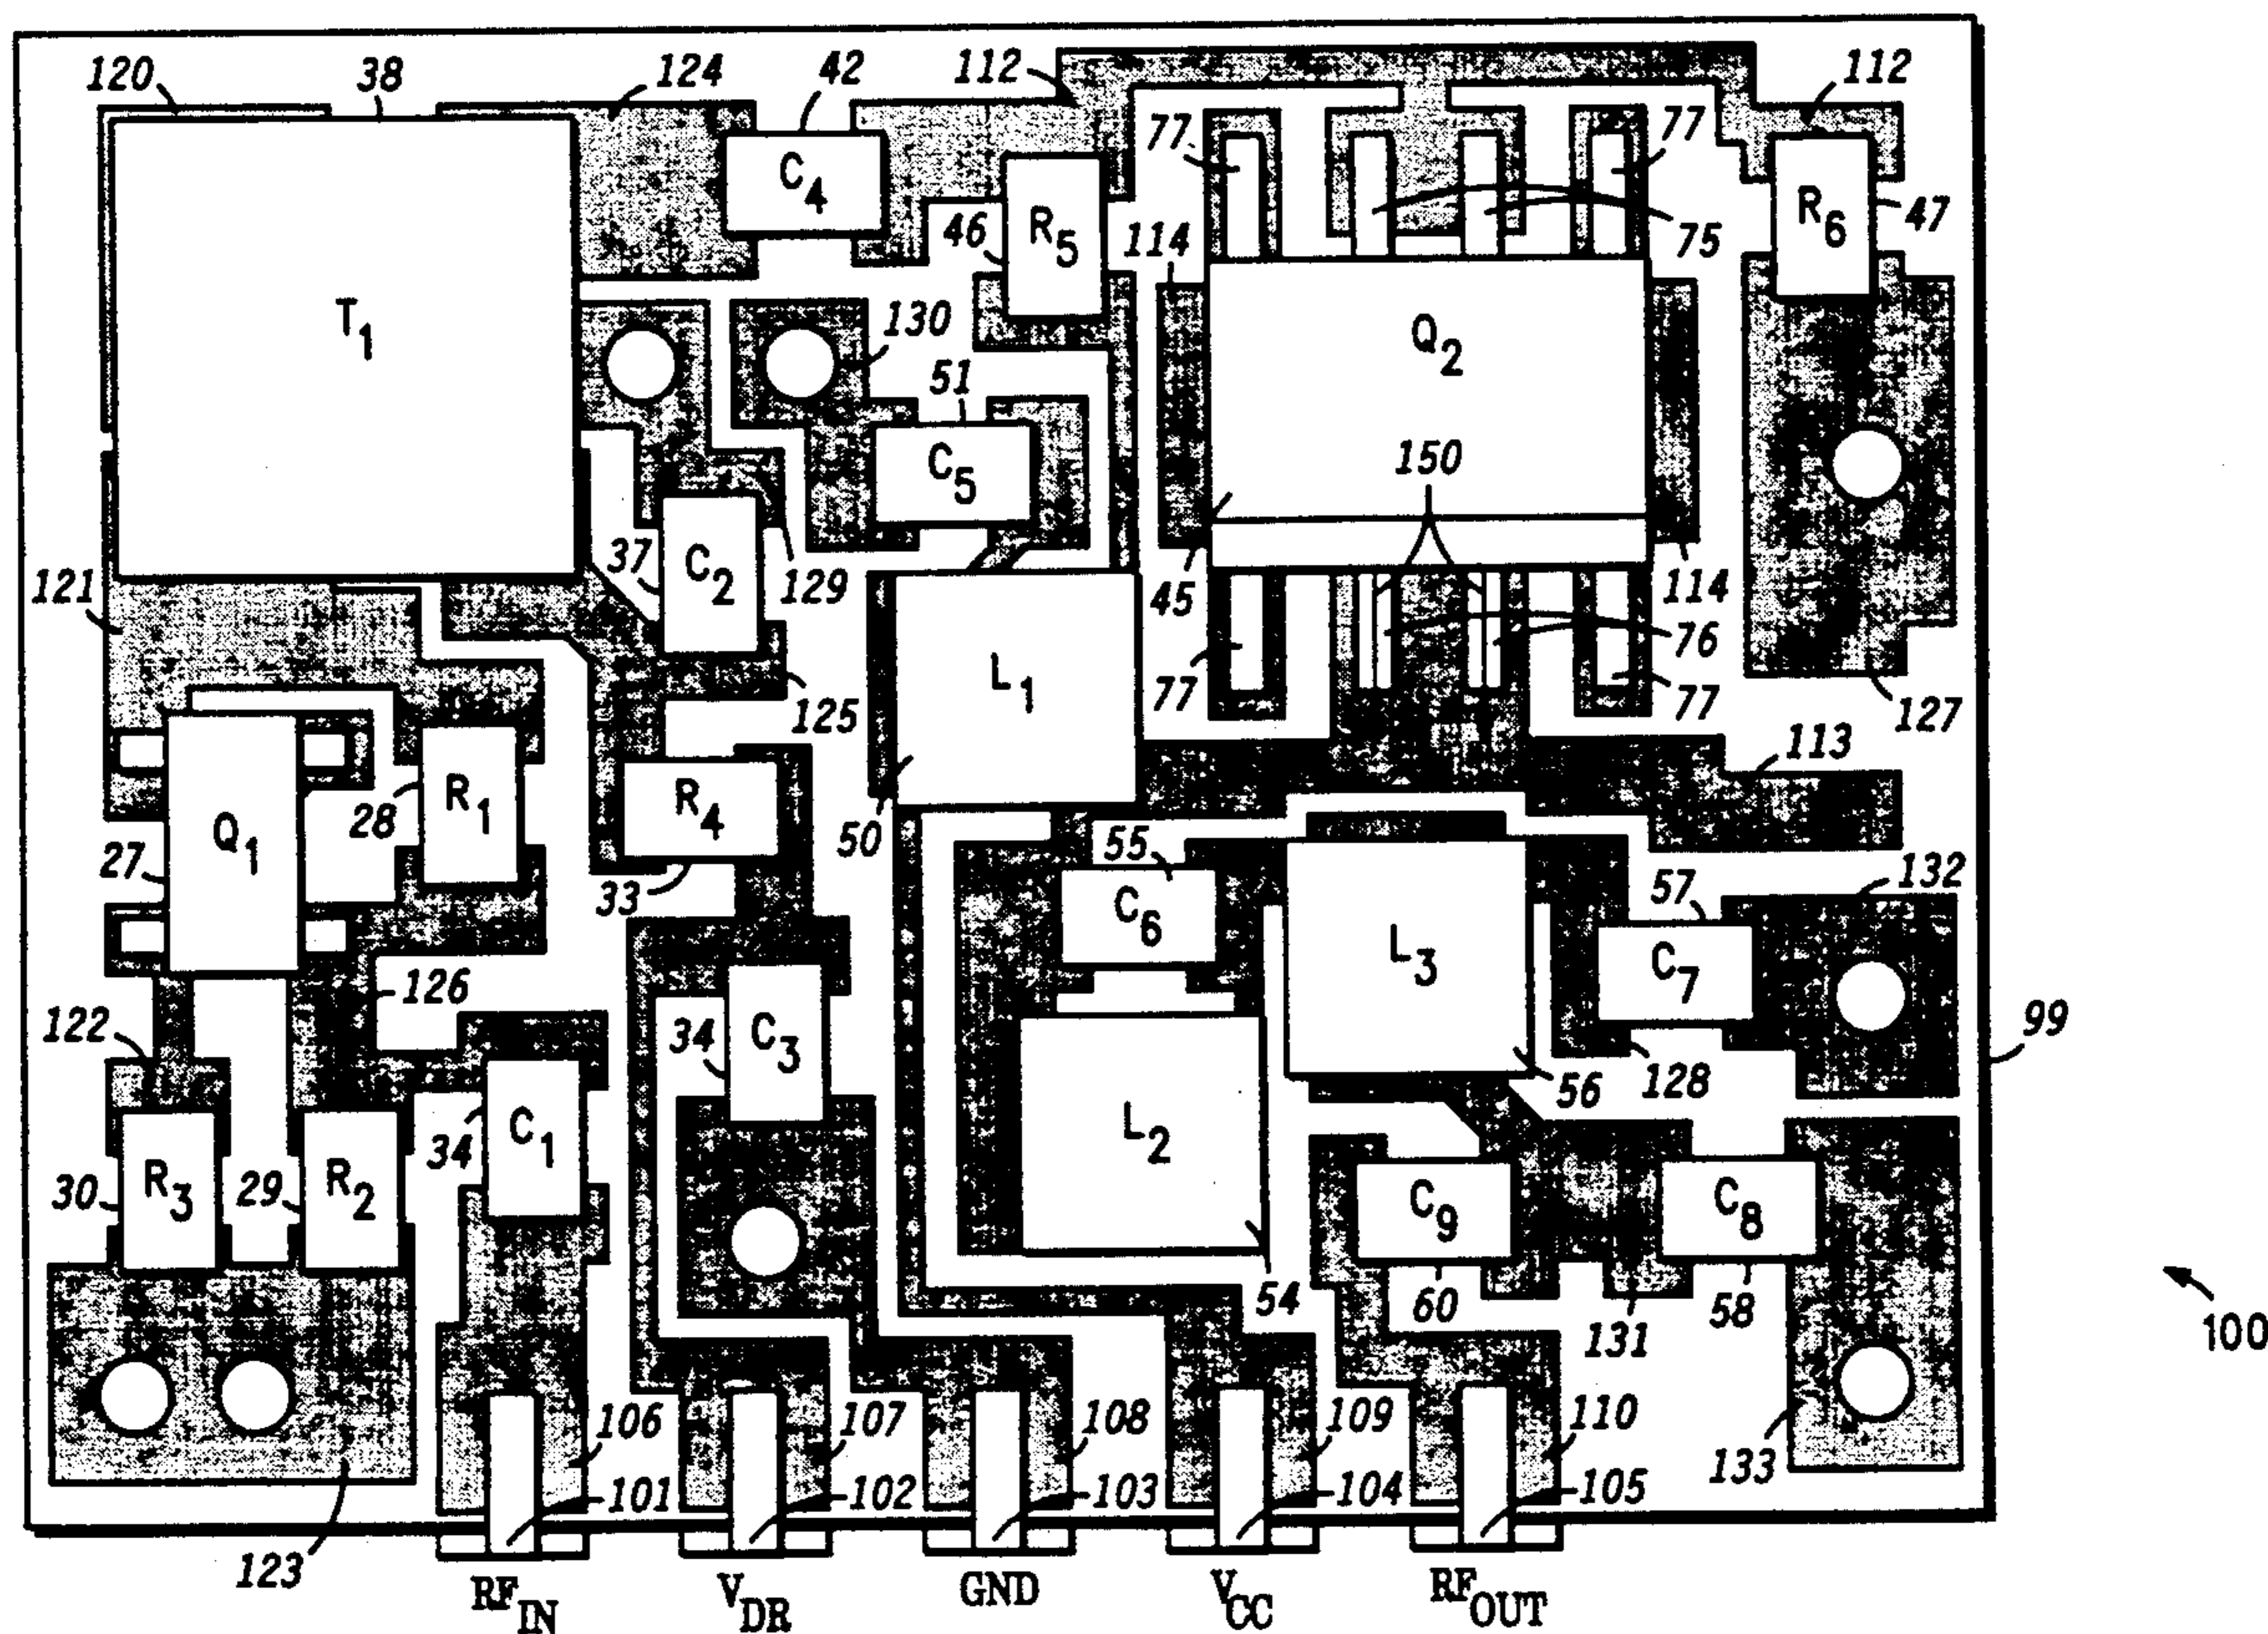 120 38 124 42 112 112
77 77
C4
46 R5 114 75 R6 47
T1 130 Q2
51
C5 150
37 C2 129 45 114
121
L1 77 76 77
125 127
113
28 R1 R4 50
27 Q1 33 55 57 132
C6 L3 C7
126
122 34 C3 99
34 C1 L2 56 128
30 R3 29 R2 C9 C8
54 60 131 58
100
106 107 108 109 110 133
101 102 103 104 105
123
RFIN VDR GND VCC RFOUT